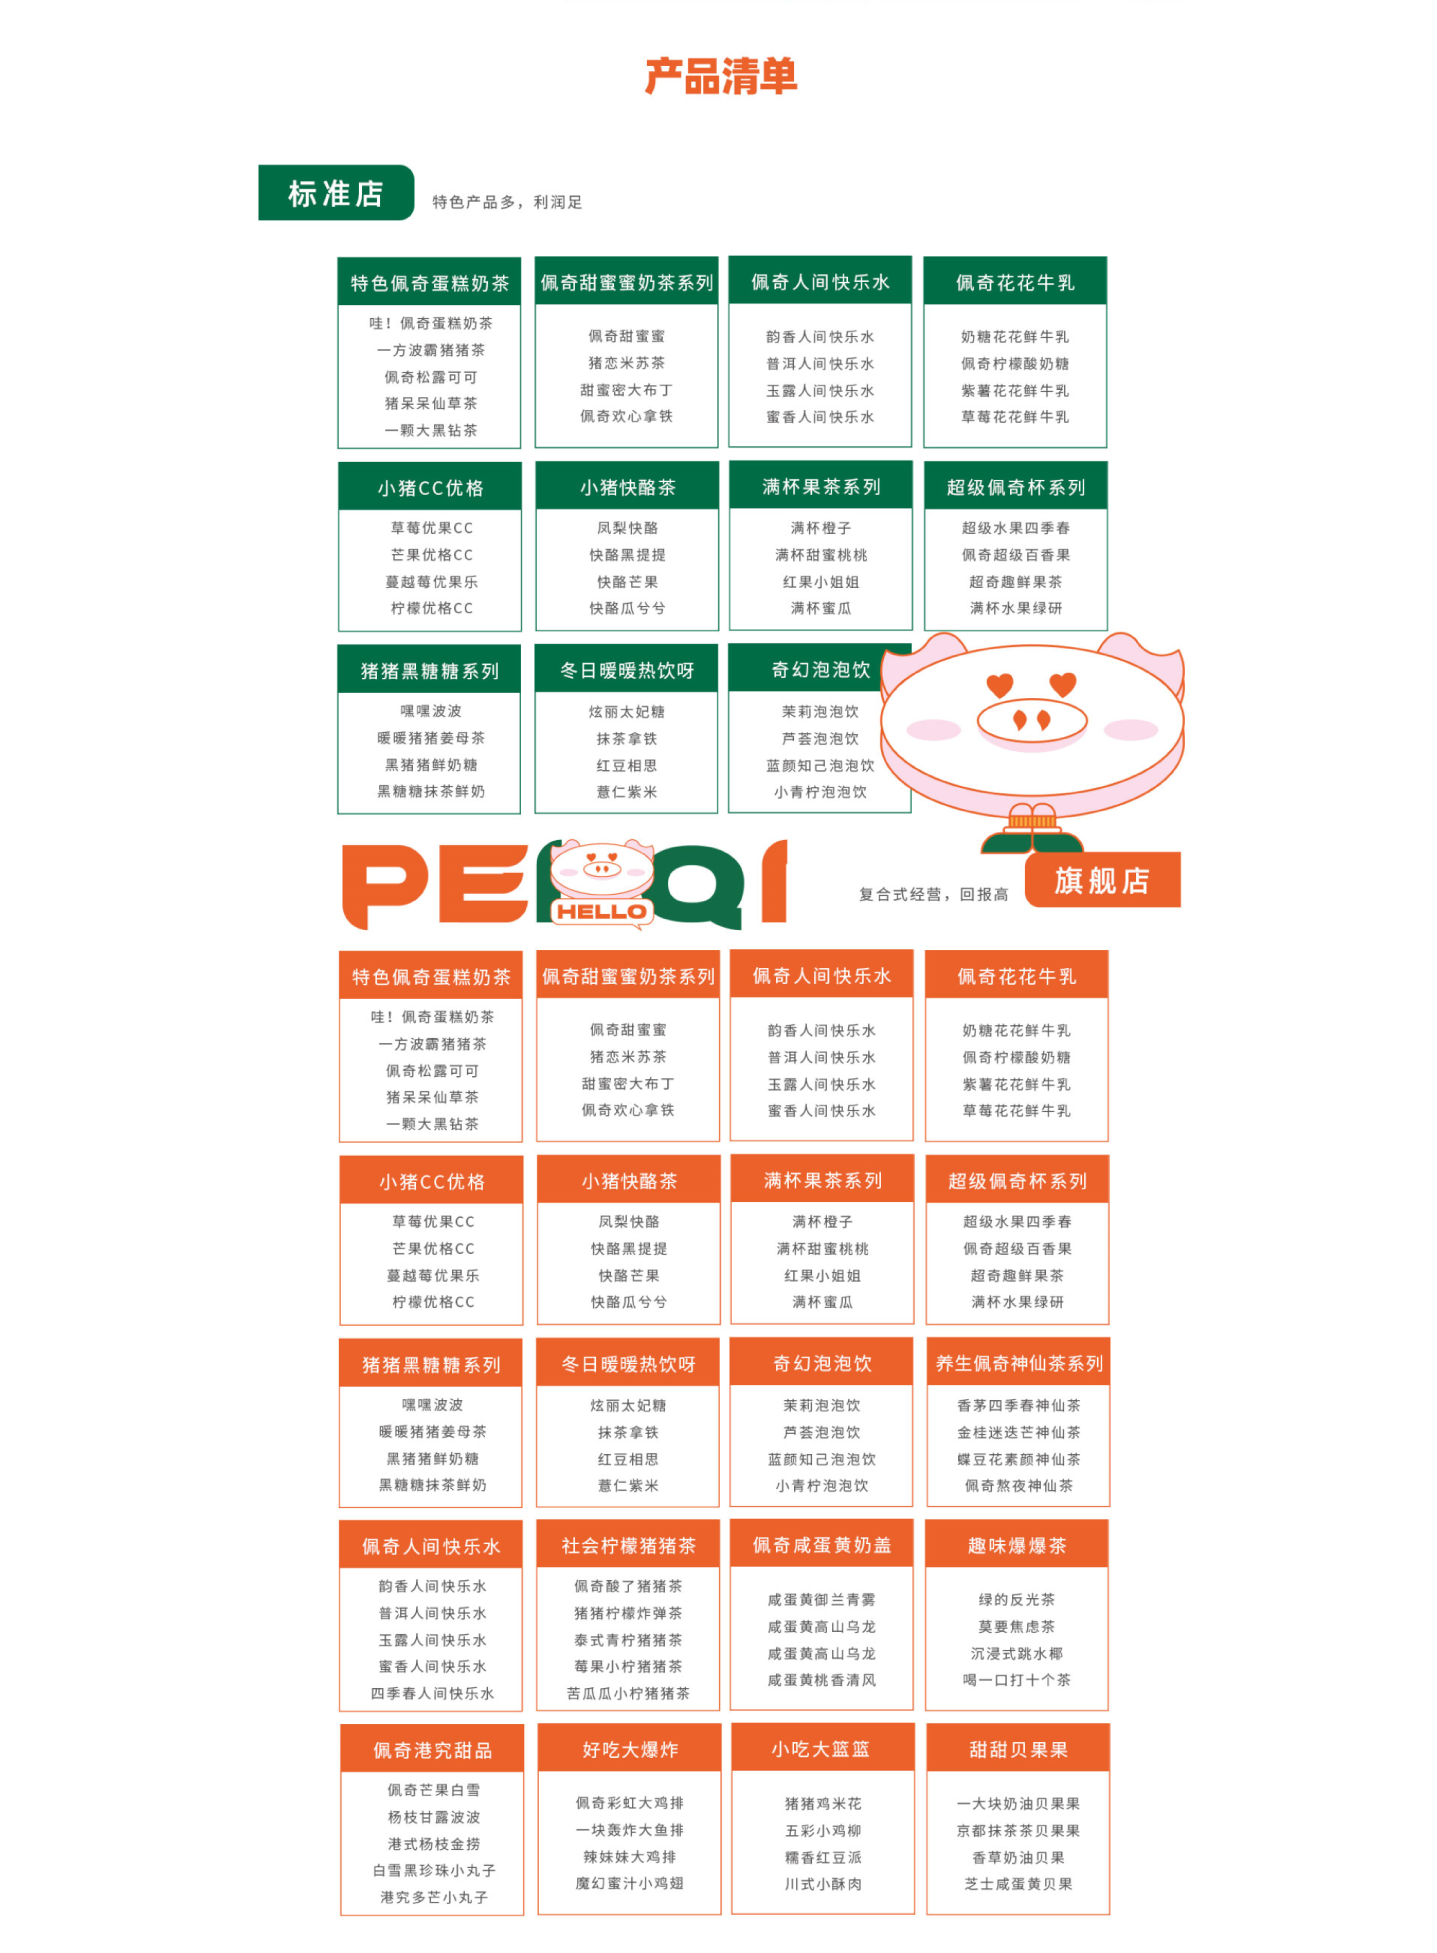 产品清单
标准店
特色产品多，利润足
特色佩奇蛋糕奶茶
哇！佩奇蛋糕奶茶
一方波霸猪猪茶
佩奇松露可可
猪呆呆仙草茶
一颗大黑钻茶
佩奇甜蜜蜜奶茶系列
佩奇甜蜜蜜
猪恋米苏茶
甜蜜密大布丁
佩奇欢心拿铁
佩奇人间快乐水
韵香人间快乐水
普洱人间快乐水
玉露人间快乐水
蜜香人间快乐水
佩奇花花牛乳
奶糖花花鲜牛乳
佩奇柠檬酸奶糖
紫薯花花鲜牛乳
草莓花花鲜牛乳
小猪CC优格
草莓优果CC
芒果优格CC
蔓越莓优果乐
柠檬优格CC
小猪快酪茶
凤梨快酪
快酪黑提提
快酪芒果
快酪瓜兮兮
满杯果茶系列
满杯橙子
满杯甜蜜桃桃
红果小姐姐
满杯蜜瓜
超级佩奇杯系列
超级水果四季春
佩奇超级百香果
超奇趣鲜果茶
满杯水果绿研
猪猪黑糖糖系列
嘿嘿波波
暖暖猪猪姜母茶
黑猪猪鲜奶糖
黑糖糖抹茶鲜奶
冬日暖暖热饮呀
炫丽太妃糖
抹茶拿铁
红豆相思
薏仁紫米
奇幻泡泡饮
茉莉泡泡饮
芦荟泡泡饮
蓝颜知己泡泡饮
小青柠泡泡饮
PEIQI
HELLO
复合式经营，回报高
旗舰店
特色佩奇蛋糕奶茶
哇！佩奇蛋糕奶茶
一方波霸猪猪茶
佩奇松露可可
猪呆呆仙草茶
一颗大黑钻茶
佩奇甜蜜蜜奶茶系列
佩奇甜蜜蜜
猪恋米苏茶
甜蜜密大布丁
佩奇欢心拿铁
佩奇人间快乐水
韵香人间快乐水
普洱人间快乐水
玉露人间快乐水
蜜香人间快乐水
佩奇花花牛乳
奶糖花花鲜牛乳
佩奇柠檬酸奶糖
紫薯花花鲜牛乳
草莓花花鲜牛乳
小猪CC优格
草莓优果CC
芒果优格CC
蔓越莓优果乐
柠檬优格CC
小猪快酪茶
凤梨快酪
快酪黑提提
快酪芒果
快酪瓜兮兮
满杯果茶系列
满杯橙子
满杯甜蜜桃桃
红果小姐姐
满杯蜜瓜
超级佩奇杯系列
超级水果四季春
佩奇超级百香果
超奇趣鲜果茶
满杯水果绿研
猪猪黑糖糖系列
嘿嘿波波
暖暖猪猪姜母茶
黑猪猪鲜奶糖
黑糖糖抹茶鲜奶
冬日暖暖热饮呀
炫丽太妃糖
抹茶拿铁
红豆相思
薏仁紫米
奇幻泡泡饮
茉莉泡泡饮
芦荟泡泡饮
蓝颜知己泡泡饮
小青柠泡泡饮
养生佩奇神仙茶系列
香茅四季春神仙茶
金桂迷迭芒神仙茶
蝶豆花素颜神仙茶
佩奇熬夜神仙茶
佩奇人间快乐水
韵香人间快乐水
普洱人间快乐水
玉露人间快乐水
蜜香人间快乐水
四季春人间快乐水
社会柠檬猪猪茶
佩奇酸了猪猪茶
猪猪柠檬炸弹茶
泰式青柠猪猪茶
莓果小柠猪猪茶
苦瓜瓜小柠猪猪茶
佩奇咸蛋黄奶盖
咸蛋黄御兰青雾
咸蛋黄高山乌龙
咸蛋黄高山乌龙
咸蛋黄桃香清风
趣味爆爆茶
绿的反光茶
莫要焦虑茶
沉浸式跳水椰
喝一口打十个茶
佩奇港究甜品
佩奇芒果白雪
杨枝甘露波波
港式杨枝金捞
白雪黑珍珠小丸子
港究多芒小丸子
好吃大爆炸
佩奇彩虹大鸡排
一块轰炸大鱼排
辣妹妹大鸡排
魔幻蜜汁小鸡翅
小吃大篮篮
猪猪鸡米花
五彩小鸡柳
糯香红豆派
川式小酥肉
甜甜贝果果
一大块奶油贝果果
京都抹茶茶贝果果
香草奶油贝果
芝士咸蛋黄贝果